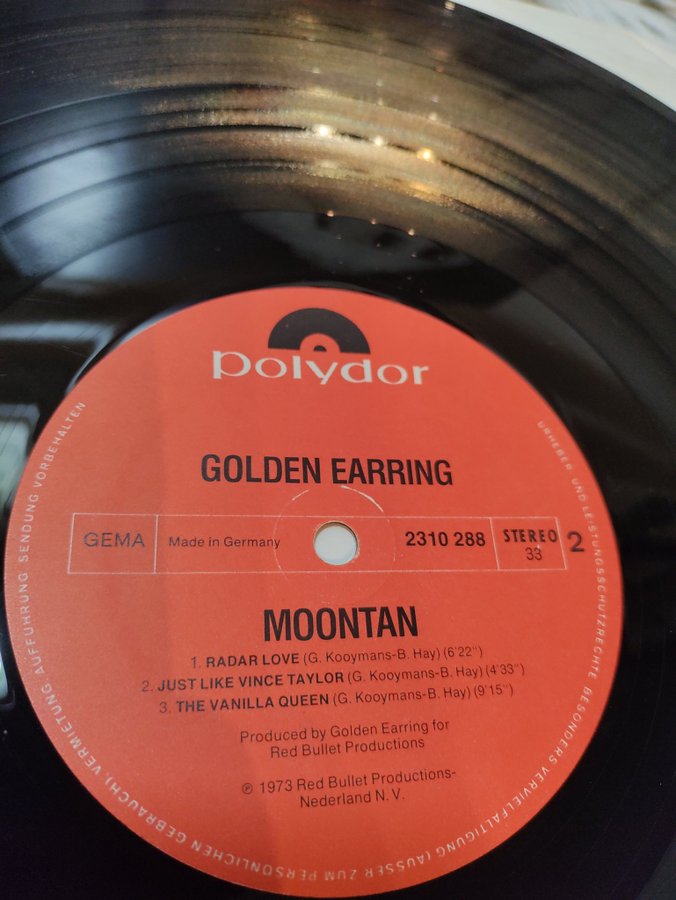 polydor
GOLDEN EARRING
GEMA
Made in Germany
2310 288
STEREO
33
2
MOONTAN
1. RADAR LOVE (G. Kooymans-B. Hay) (6'22")
2. JUST LIKE VINCE TAYLOR (G. Kooymans-B. Hay) (4'33")
3. THE VANILLA QUEEN (G. Kooymans-B. Hay) (9'15")
Produced by Golden Earring for
Red Bullet Productions
℗ 1973 Red Bullet Productions-
Nederland N. V.
URHEBER- UND LEISTUNGSSCHUTZRECHTE BESONDERS VERVIELFÄLTIGUNG (AUSSER ZUM PERSÖNLICHEN GEBRAUCH), VERMIETUNG AUFFÜHRUNG SENDUNG VORBEHALTEN